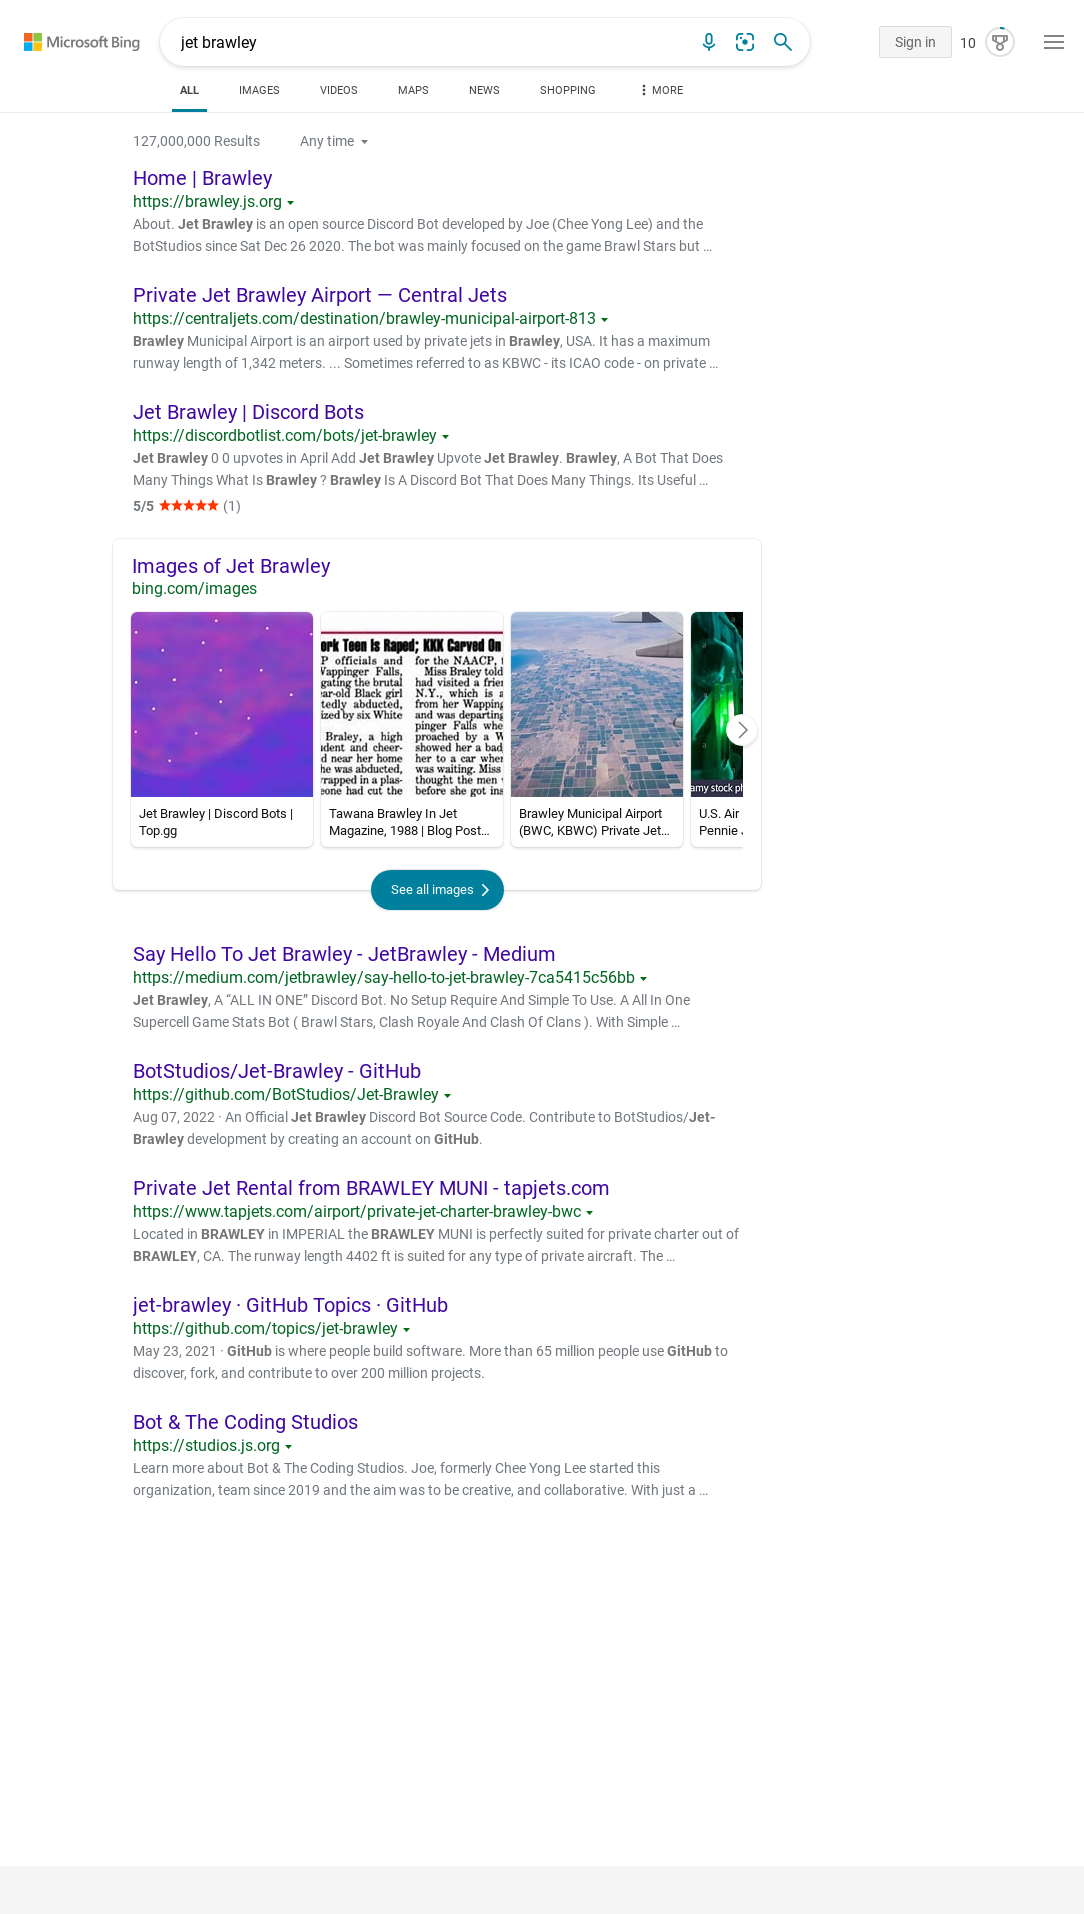 Microsoft Bing
jet brawley
Sign in
10
ALL
IMAGES
VIDEOS
MAPS
NEWS
SHOPPING
MORE
127,000,000 Results
Any time
Home | Brawley
https://brawley.js.org
About. Jet Brawley is an open source Discord Bot developed by Joe (Chee Yong Lee) and the
BotStudios since Sat Dec 26 2020. The bot was mainly focused on the game Brawl Stars but ...
Private Jet Brawley Airport — Central Jets
https://centraljets.com/destination/brawley-municipal-airport-813
Brawley Municipal Airport is an airport used by private jets in Brawley, USA. It has a maximum
runway length of 1,342 meters. ... Sometimes referred to as KBWC - its ICAO code - on private ...
Jet Brawley | Discord Bots
https://discordbotlist.com/bots/jet-brawley
Jet Brawley 0 0 upvotes in April Add Jet Brawley Upvote Jet Brawley. Brawley, A Bot That Does
Many Things What Is Brawley ? Brawley Is A Discord Bot That Does Many Things. Its Useful ...
5/5 ★★★★★ (1)
Images of Jet Brawley
bing.com/images
ork Teen Is Raped; KKK Carved On
P officials and
Wappinger Falls,
gating the brutal
ear-old Black girl
tedly abducted,
ized by six White
Braley, a high
dent and cheer-
d near her home
he was abducted,
rapped in a plas-
eone had cut the
for the NAACP, t
Miss Braley told
had visited a frien
N.Y., which is a
from her Wapping
and was departing
pinger Falls whe
proached by a W
showed her a badg
her to a car when
was waiting. Miss
thought the men
before she got ins
amy stock ph
Jet Brawley | Discord Bots |
Top.gg
Tawana Brawley In Jet
Magazine, 1988 | Blog Post...
Brawley Municipal Airport
(BWC, KBWC) Private Jet...
U.S. Air
Pennie J
See all images
Say Hello To Jet Brawley - JetBrawley - Medium
https://medium.com/jetbrawley/say-hello-to-jet-brawley-7ca5415c56bb
Jet Brawley, A “ALL IN ONE” Discord Bot. No Setup Require And Simple To Use. A All In One
Supercell Game Stats Bot ( Brawl Stars, Clash Royale And Clash Of Clans ). With Simple ...
BotStudios/Jet-Brawley - GitHub
https://github.com/BotStudios/Jet-Brawley
Aug 07, 2022 · An Official Jet Brawley Discord Bot Source Code. Contribute to BotStudios/Jet-
Brawley development by creating an account on GitHub.
Private Jet Rental from BRAWLEY MUNI - tapjets.com
https://www.tapjets.com/airport/private-jet-charter-brawley-bwc
Located in BRAWLEY in IMPERIAL the BRAWLEY MUNI is perfectly suited for private charter out of
BRAWLEY, CA. The runway length 4402 ft is suited for any type of private aircraft. The ...
jet-brawley · GitHub Topics · GitHub
https://github.com/topics/jet-brawley
May 23, 2021 · GitHub is where people build software. More than 65 million people use GitHub to
discover, fork, and contribute to over 200 million projects.
Bot & The Coding Studios
https://studios.js.org
Learn more about Bot & The Coding Studios. Joe, formerly Chee Yong Lee started this
organization, team since 2019 and the aim was to be creative, and collaborative. With just a ...